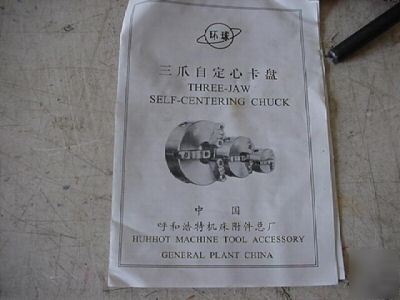 环球
三爪自定心卡盘
THREE-JAW
SELF-CENTERING CHUCK
中 国
呼和浩特机床附件总厂
HUHHOT MACHINE TOOL ACCESSORY
GENERAL PLANT CHINA